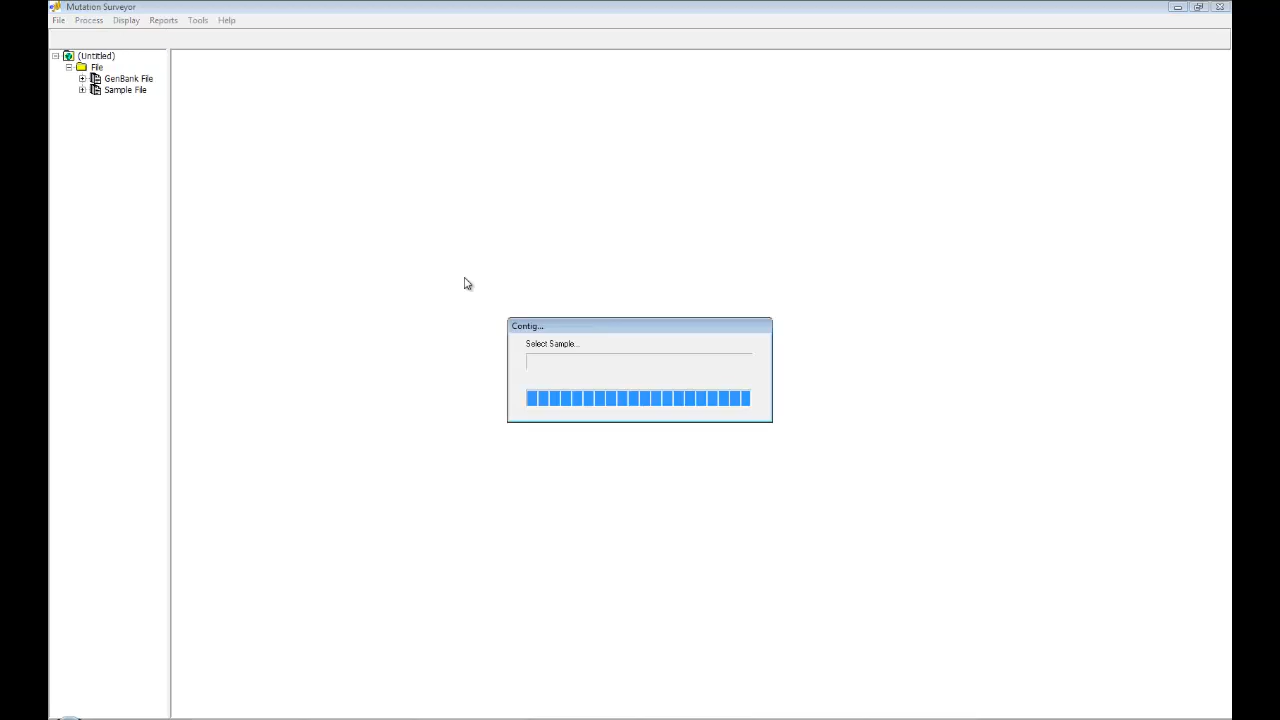 Mutation Surveyor
File Process Display Reports Tools Help
(Untitled)
File
GenBank File
Sample File
Contig...
Select Sample...